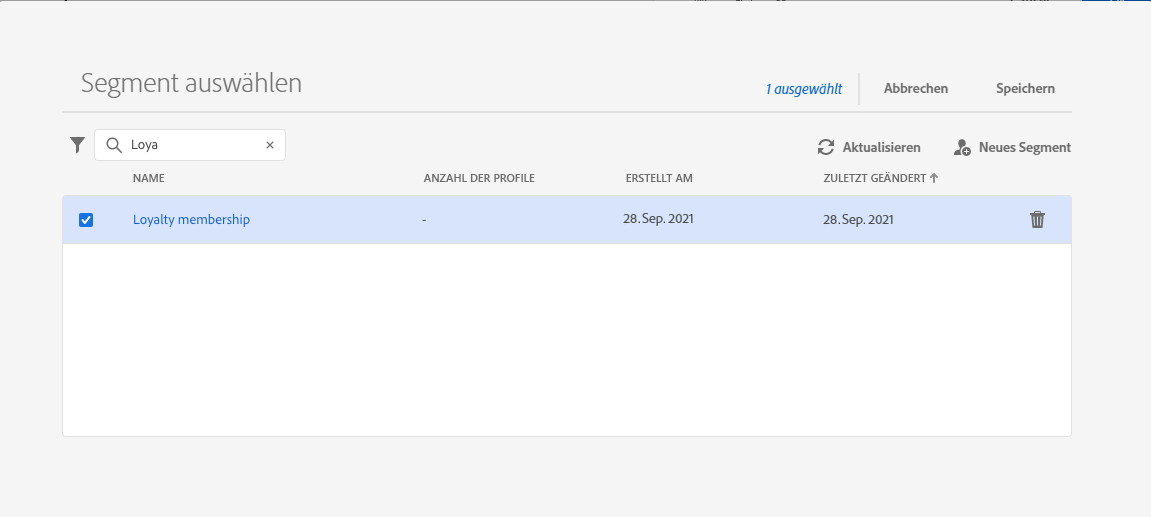 Segment auswählen
1 ausgewählt
Abbrechen
Speichern
Loya
Aktualisieren
Neues Segment
NAME ANZAHL DER PROFILE ERSTELLT AM ZULETZT GEÄNDERT
Loyalty membership - 28. Sep. 2021 28. Sep. 2021